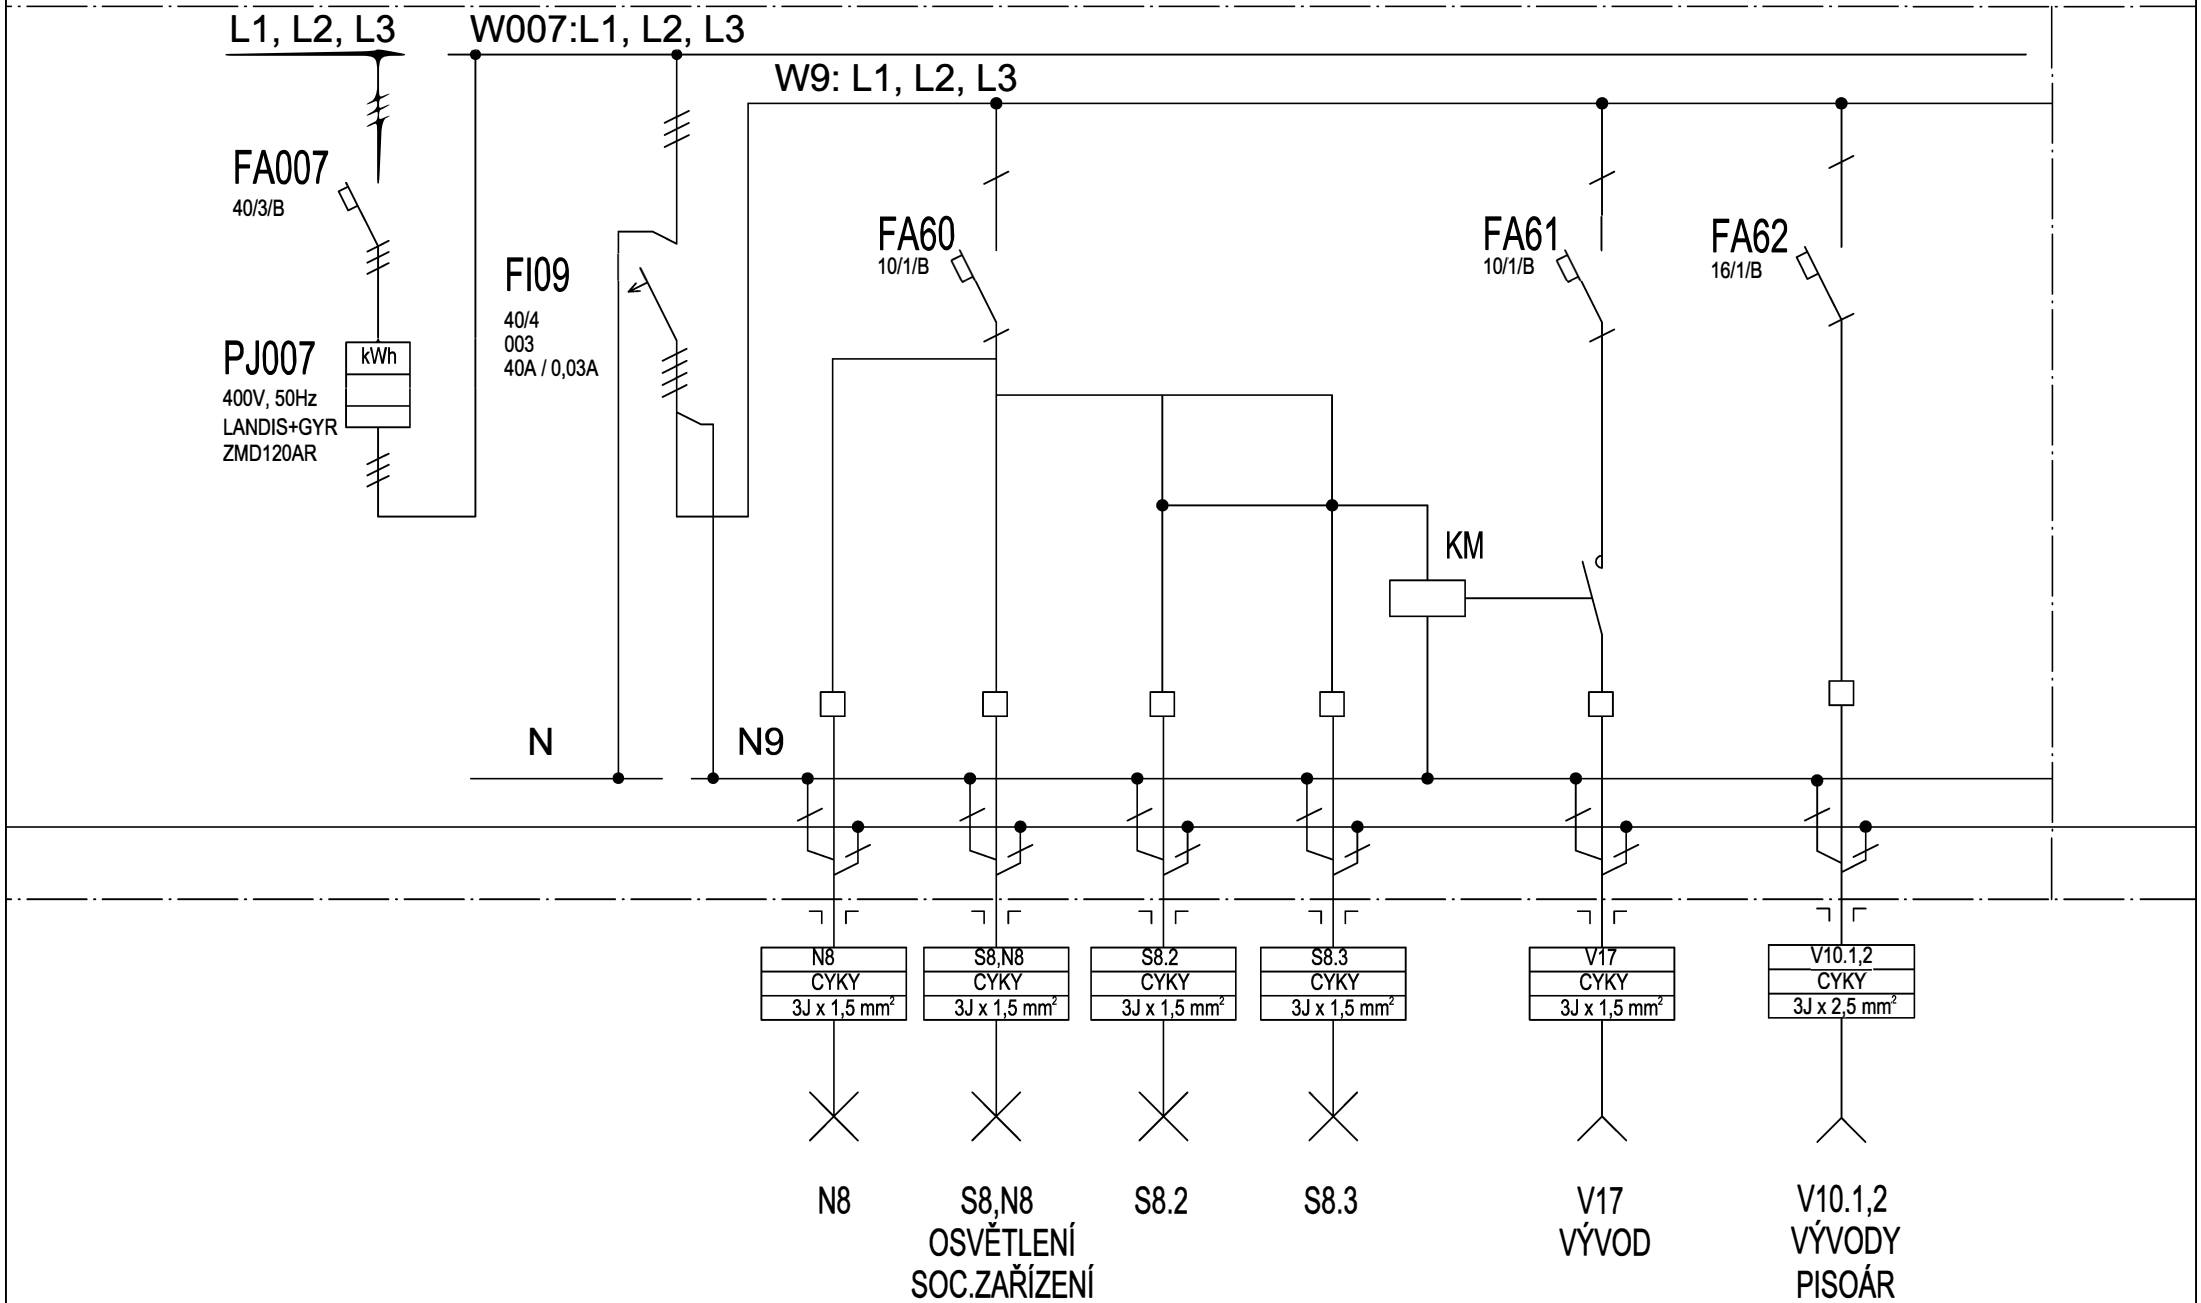 L1, L2, L3
W007:L1, L2, L3
W9: L1, L2, L3
FA007
40/3/B
FI09
40/4
003
40A / 0,03A
PJ007
400V, 50Hz
LANDIS+GYR
ZMD120AR
kWh
FA60
10/1/B
FA61
10/1/B
FA62
16/1/B
KM
N
N9
N8
CYKY
3J x 1,5 mm²
S8,N8
CYKY
3J x 1,5 mm²
S8.2
CYKY
3J x 1,5 mm²
S8.3
CYKY
3J x 1,5 mm²
V17
CYKY
3J x 1,5 mm²
V10.1,2
CYKY
3J x 2,5 mm²
N8
S8,N8
OSVĚTLENÍ
SOC.ZAŘÍZENÍ
S8.2
S8.3
V17
VÝVOD
V10.1,2
VÝVODY
PISOÁR